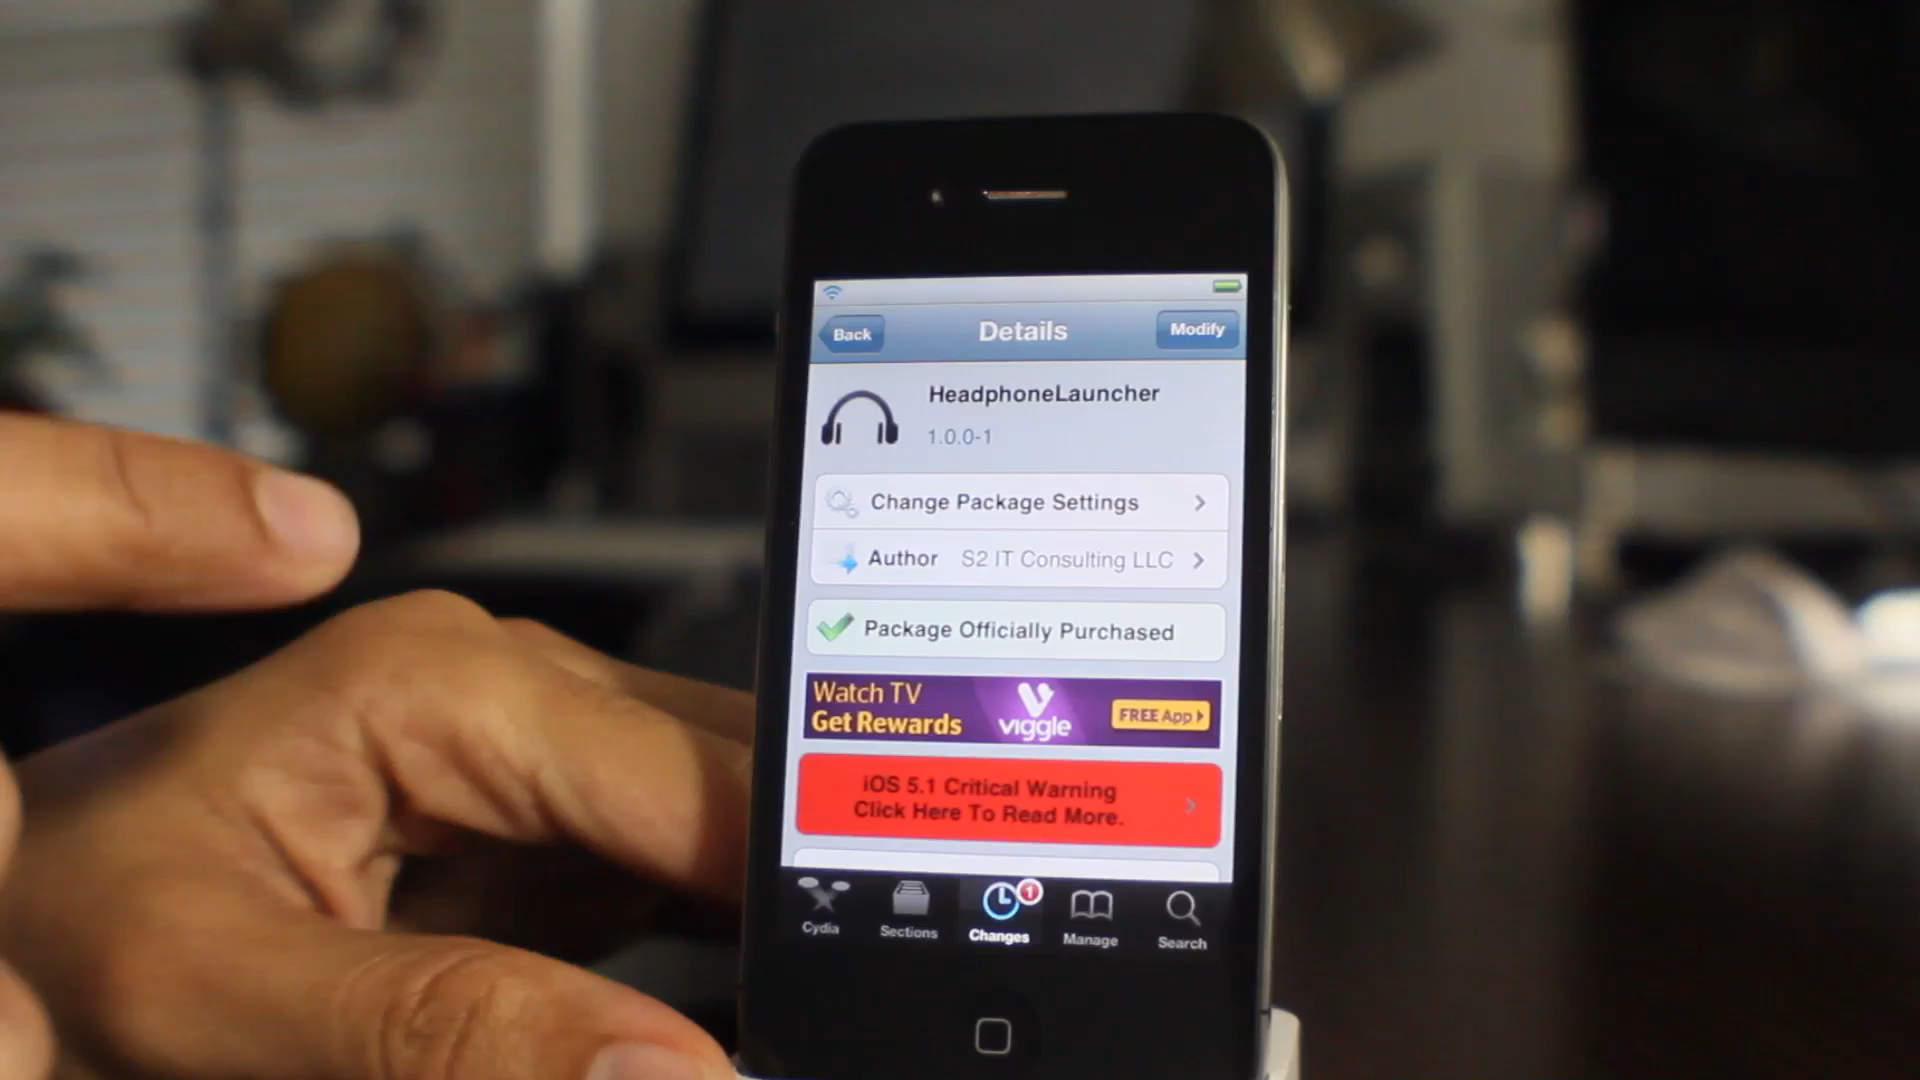 Back
Details
Modify
HeadphoneLauncher
1.0.0-1
Change Package Settings
Author S2 IT Consulting LLC
Package Officially Purchased
Watch TV
Get Rewards
viggle
FREE App
iOS 5.1 Critical Warning
Click Here To Read More.
1
Cydia
Sections
Changes
Manage
Search